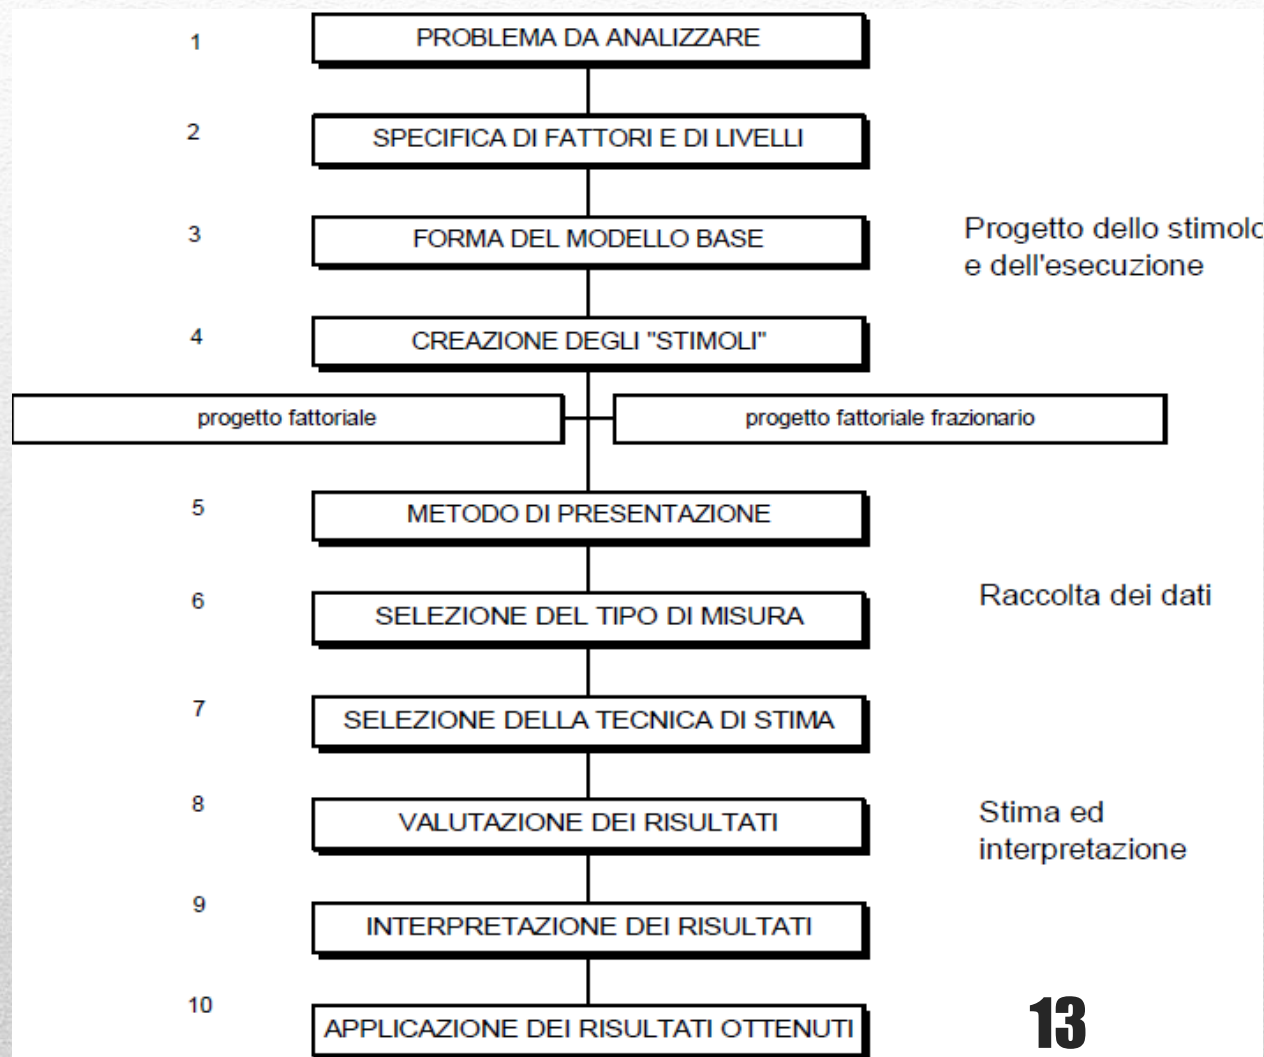 1
PROBLEMA DA ANALIZZARE
2
SPECIFICA DI FATTORI E DI LIVELLI
3
FORMA DEL MODELLO BASE
Progetto dello stimolo
e dell'esecuzione
4
CREAZIONE DEGLI "STIMOLI"
progetto fattoriale
progetto fattoriale frazionario
5
METODO DI PRESENTAZIONE
6
SELEZIONE DEL TIPO DI MISURA
Raccolta dei dati
7
SELEZIONE DELLA TECNICA DI STIMA
8
VALUTAZIONE DEI RISULTATI
Stima ed
interpretazione
9
INTERPRETAZIONE DEI RISULTATI
10
APPLICAZIONE DEI RISULTATI OTTENUTI
13